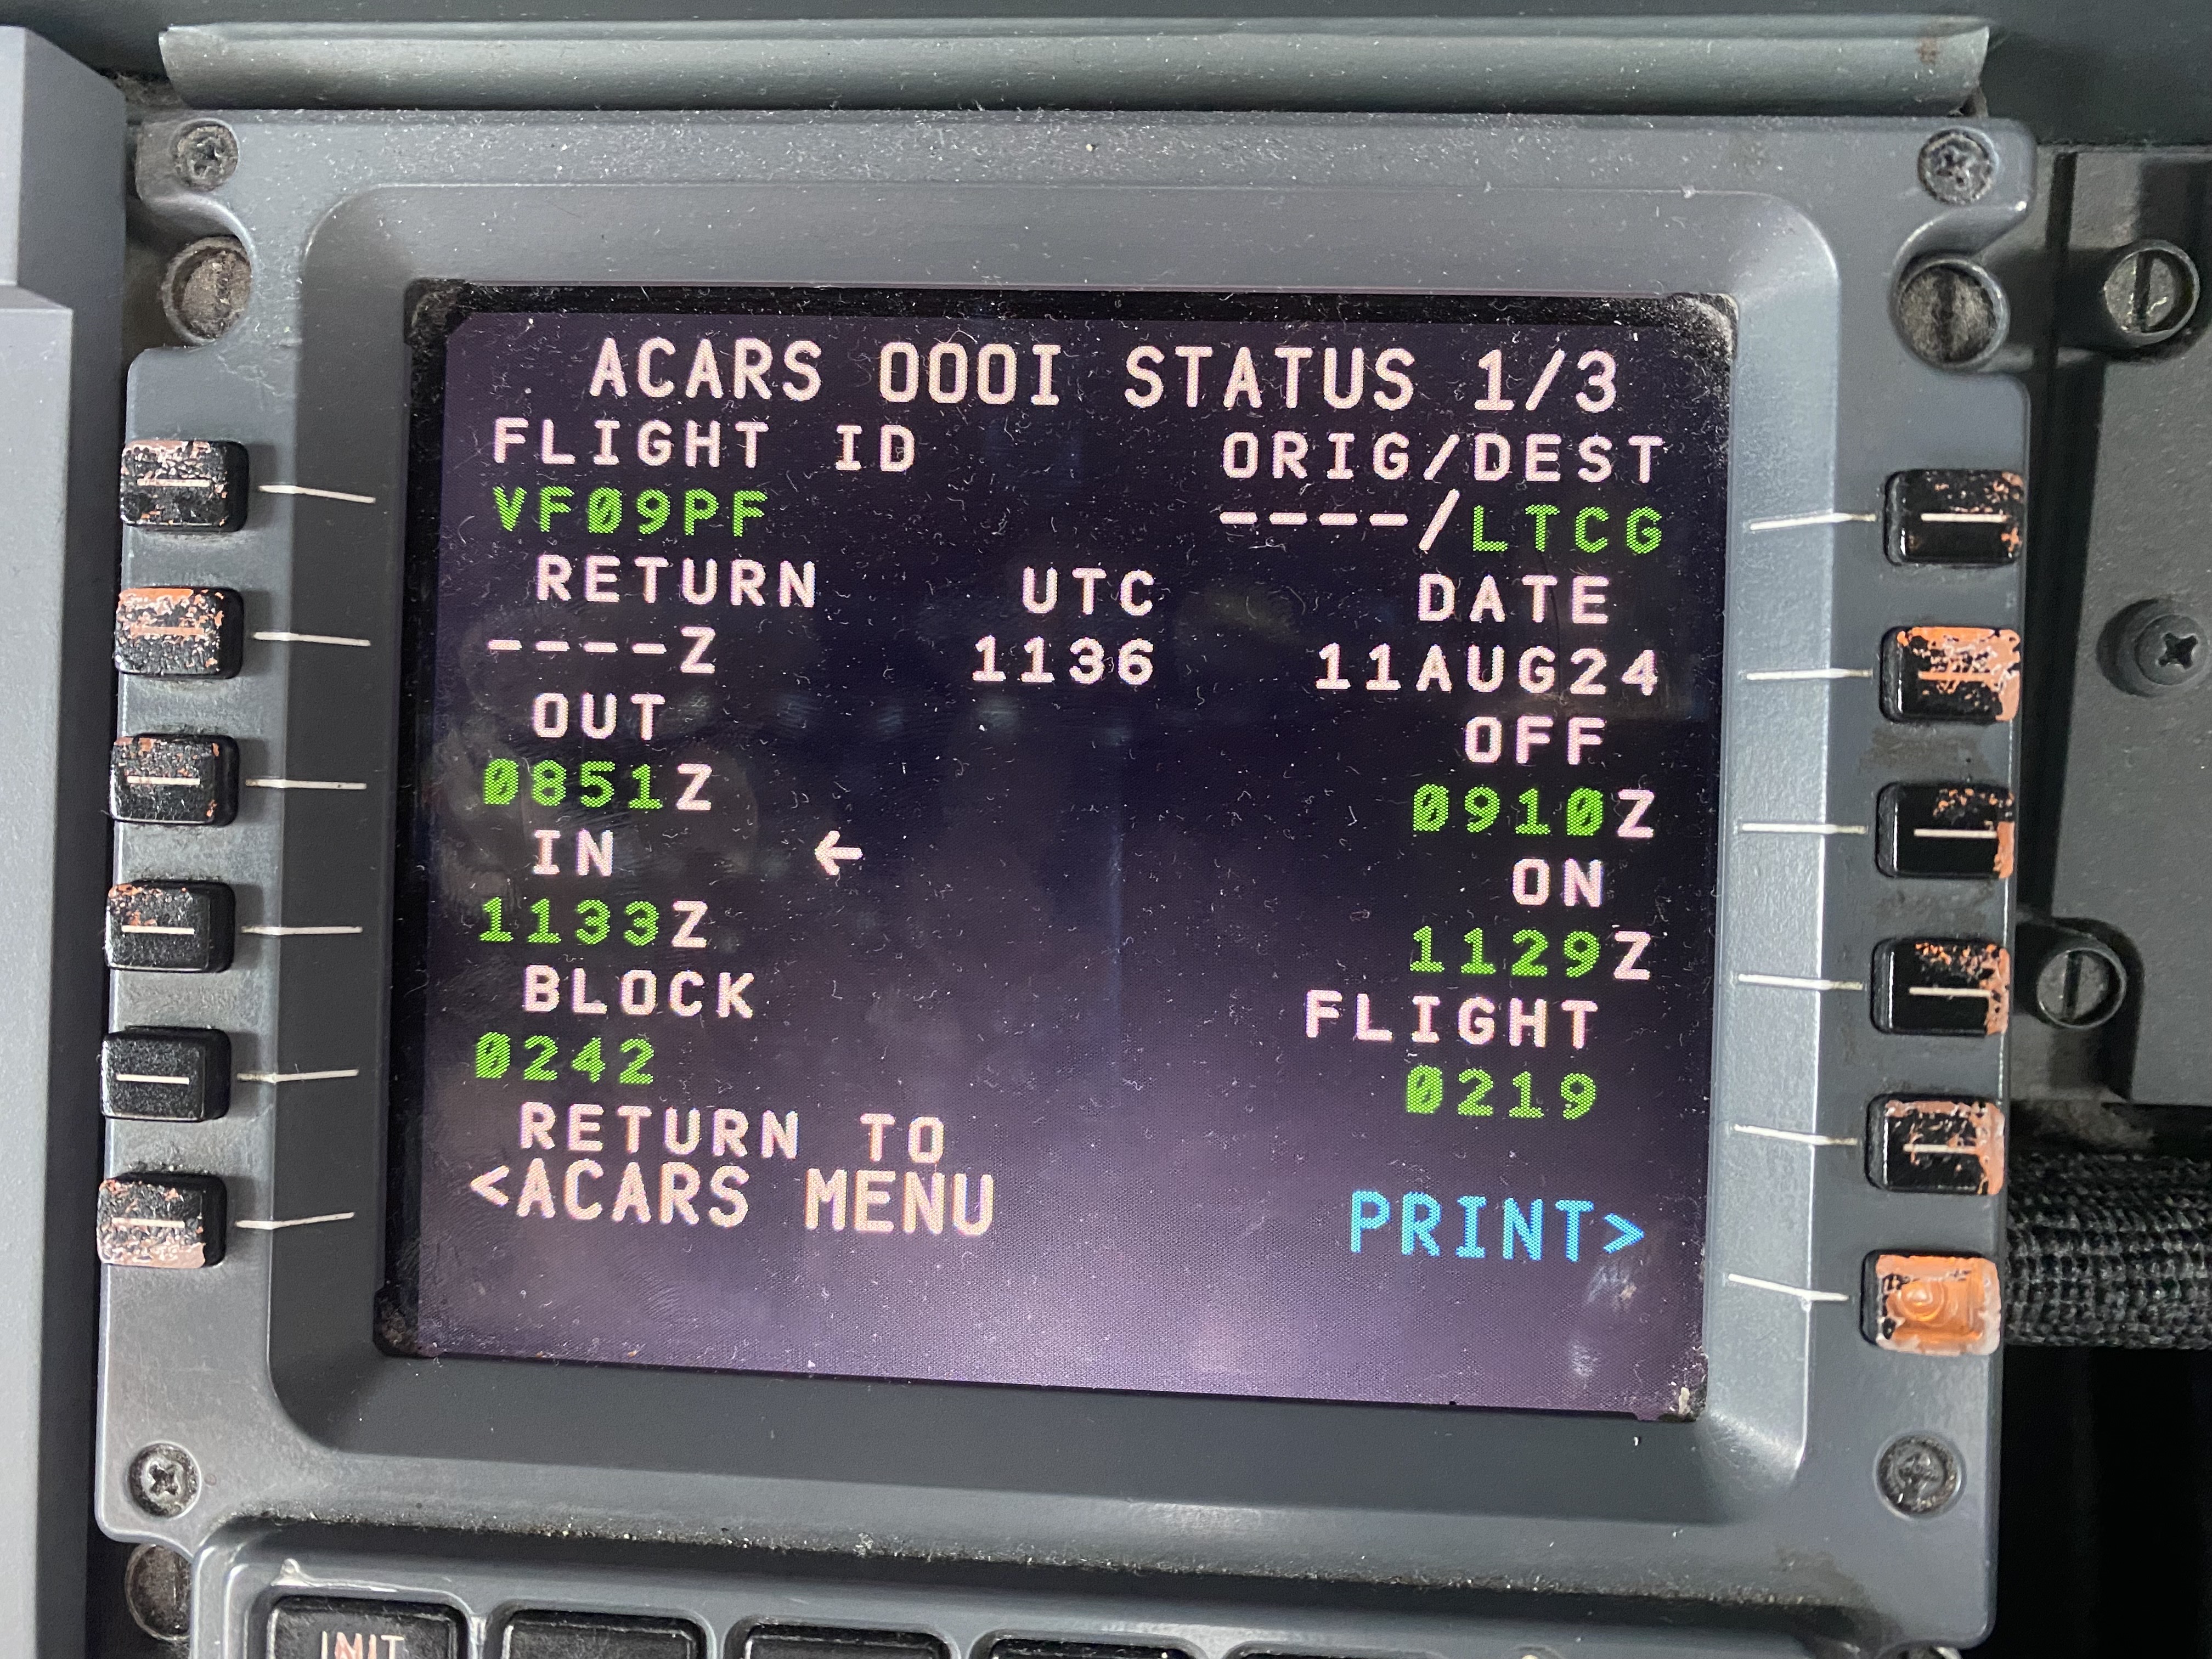 ACARS OOOI STATUS 1/3
FLIGHT ID ORIG/DEST
VF09PF ----/LTCG
RETURN UTC DATE
----Z 1136 11AUG24
OUT OFF
0851Z 0910Z
IN ← ON
1133Z 1129Z
BLOCK FLIGHT
0242 0219
RETURN TO
<ACARS MENU PRINT>
INIT